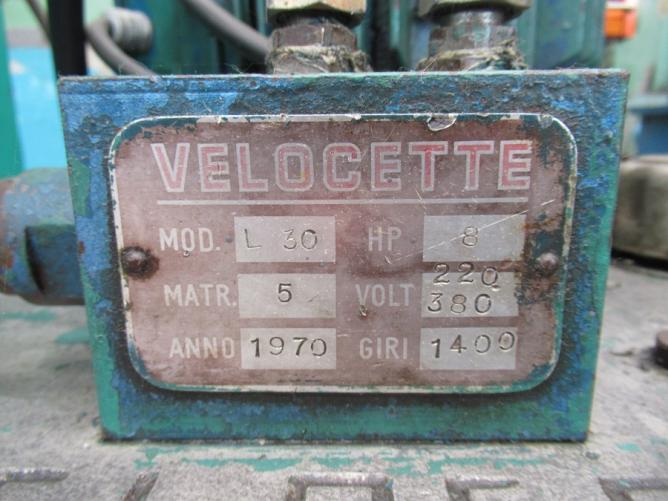 VELOCETTE
MOD. L 30 HP 8
MATR. 5 VOLT 220 380
ANNO 1970 GIRI 1400